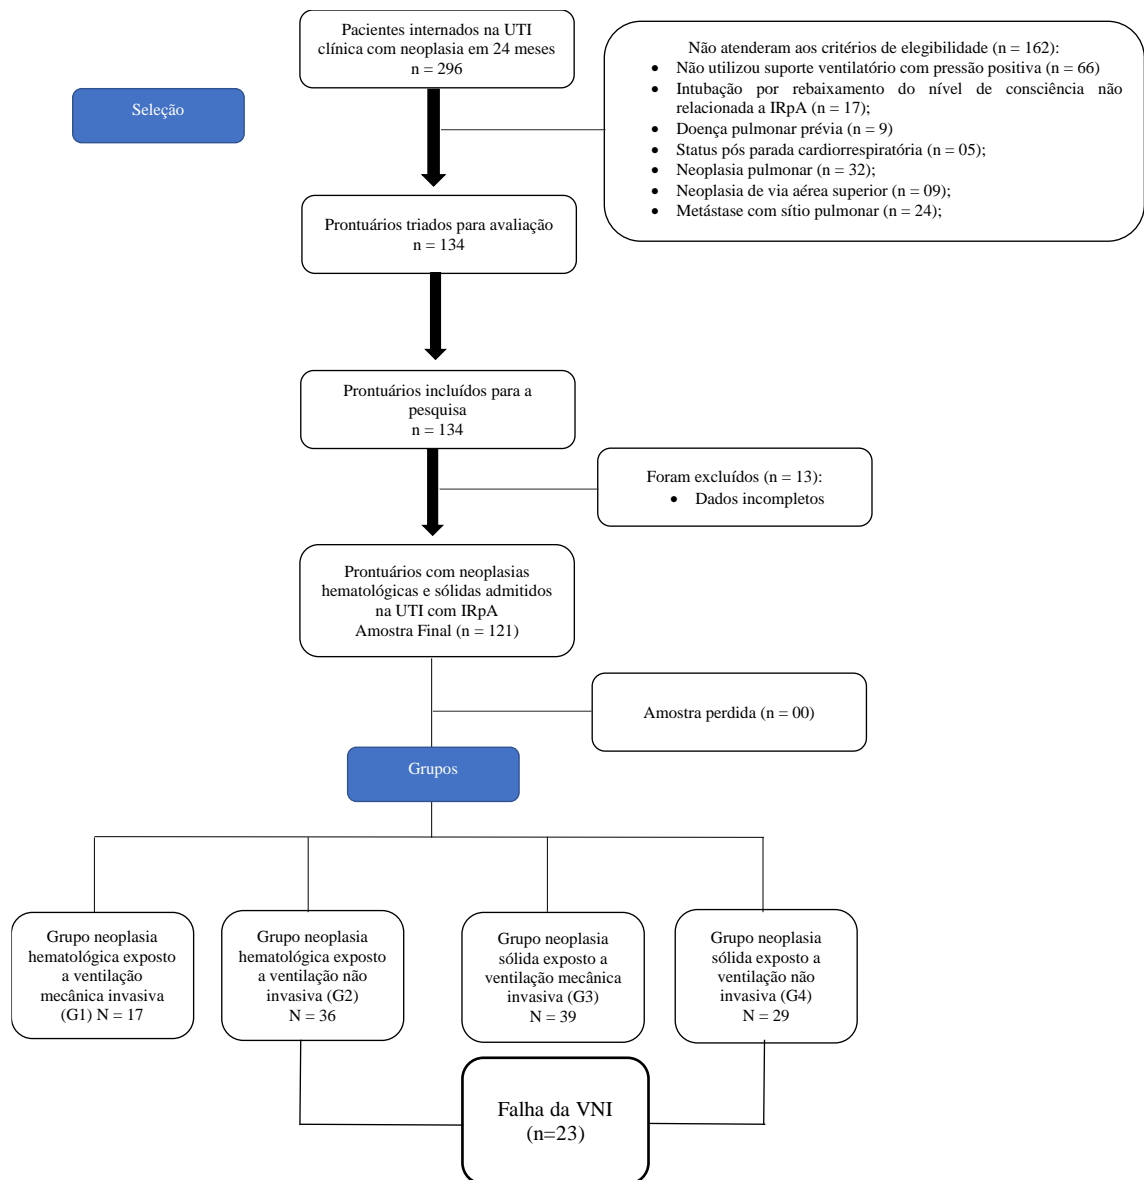 Pacientes internados na UTI
clínica com neoplasia em 24 meses
n = 296
Não atenderam aos critérios de elegibilidade (n = 162):
• Não utilizou suporte ventilatório com pressão positiva (n = 66)
• Intubação por rebaixamento do nível de consciência não
relacionada a IRpA (n = 17);
• Doença pulmonar prévia (n = 9)
• Status pós parada cardiorrespiratória (n = 05);
• Neoplasia pulmonar (n = 32);
• Neoplasia de via aérea superior (n = 09);
• Metástase com sítio pulmonar (n = 24);
Seleção
Prontuários triados para avaliação
n = 134
Prontuários incluídos para a
pesquisa
n = 134
Foram excluídos (n = 13):
• Dados incompletos
Prontuários com neoplasias
hematológicas e sólidas admitidos
na UTI com IRpA
Amostra Final (n = 121)
Amostra perdida (n = 00)
Grupos
Grupo neoplasia
hematológica exposto
a ventilação
mecânica invasiva
(G1) N = 17
Grupo neoplasia
hematológica exposto
a ventilação não
invasiva (G2)
N = 36
Grupo neoplasia
sólida exposto a
ventilação mecânica
invasiva (G3)
N = 39
Grupo neoplasia
sólida exposto a
ventilação não
invasiva (G4)
N = 29
Falha da VNI
(n=23)